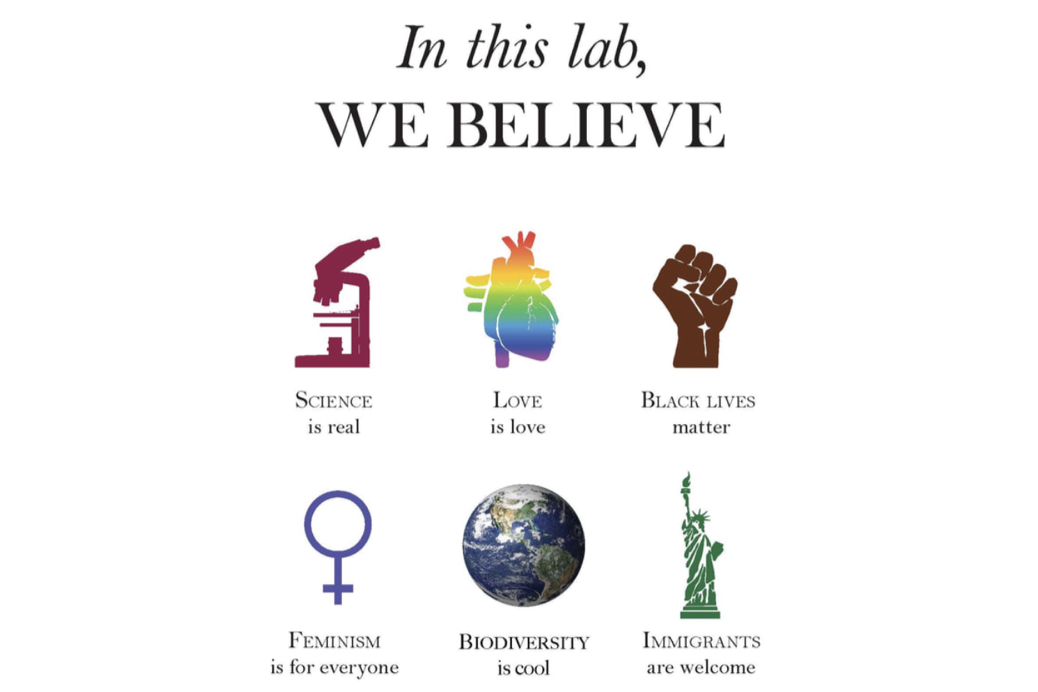 In this lab,
WE BELIEVE
SCIENCE
is real
LOVE
is love
BLACK LIVES
matter
FEMINISM
is for everyone
BIODIVERSITY
is cool
IMMIGRANTS
are welcome